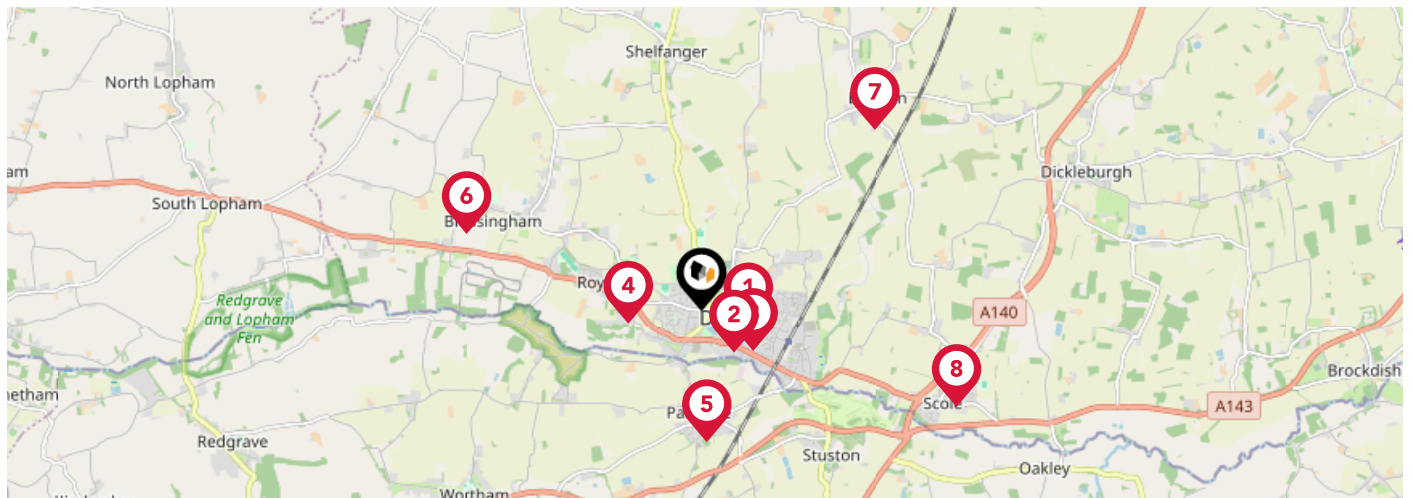 Shelfanger
North Lopham
7
Dickleburgh
6
South Lopham
4
1
Redgrave
and Lopham
Fen
2
A140
8
Brockdish
5
A143
Redgrave
Stuston
Oakley
Wortham